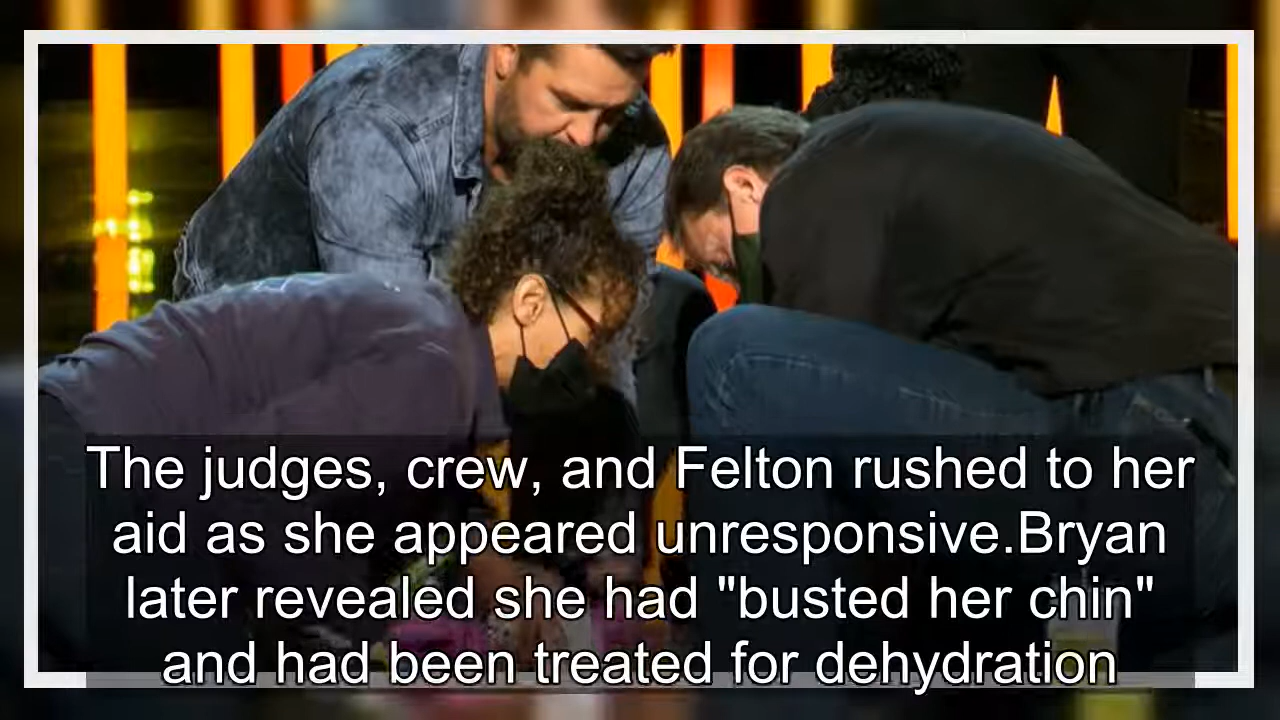 The judges, crew, and Felton rushed to her
aid as she appeared unresponsive.Bryan
later revealed she had "busted her chin"
and had been treated for dehydration